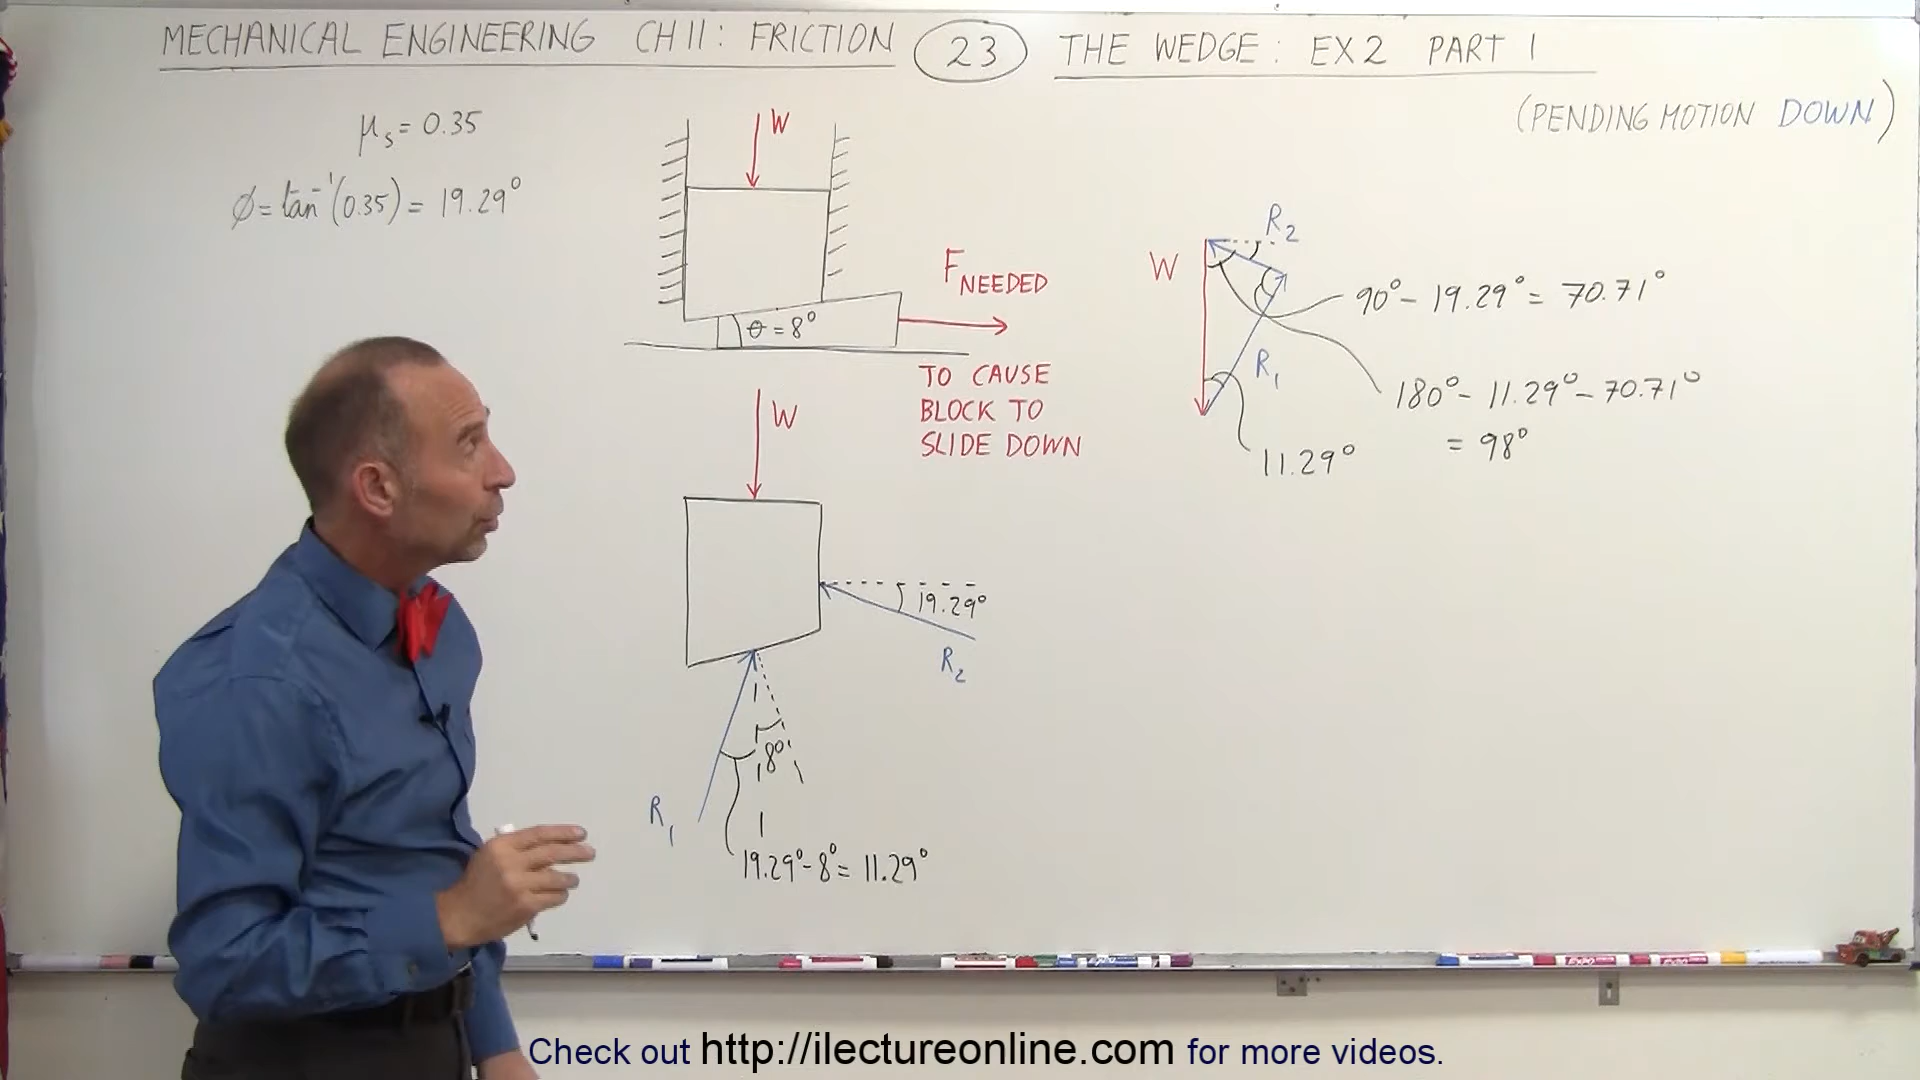 MECHANICAL ENGINEERING CH 11: FRICTION 23 THE WEDGE: EX 2 PART 1
(PENDING MOTION DOWN)
μs = 0.35
ϕ = tan⁻¹(0.35) = 19.29°
W
θ = 8°
F NEEDED
TO CAUSE
BLOCK TO
SLIDE DOWN
W
19.29°
R2
8°
R1
19.29° - 8° = 11.29°
R2
W
90° - 19.29° = 70.71°
R1
180° - 11.29° - 70.71°
= 98°
11.29°
EXPO
EXPO
Check out http://ilectureonline.com for more videos.